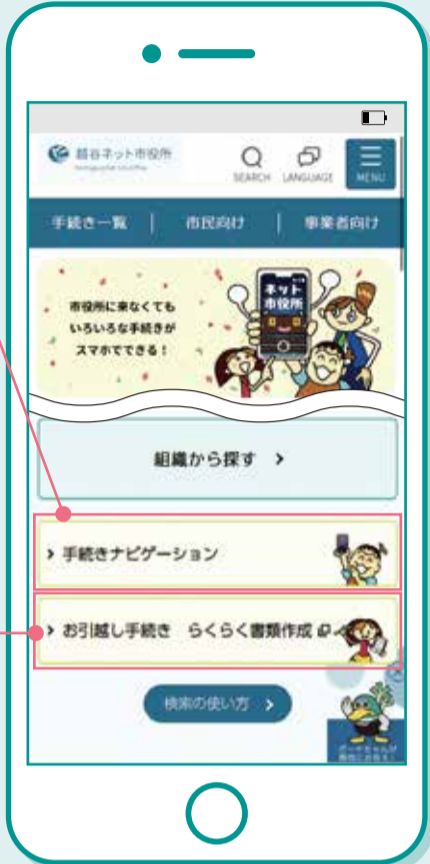 越谷ネット市役所
SEARCH
LANGUAGE
MENU
手続き一覧
市民向け
事業者向け
市役所に来なくても
いろいろな手続きが
スマホでできる!
ネット
市役所
組織から探す
手続きナビゲーション
お引越し手続き らくらく書類作成
検索の使い方